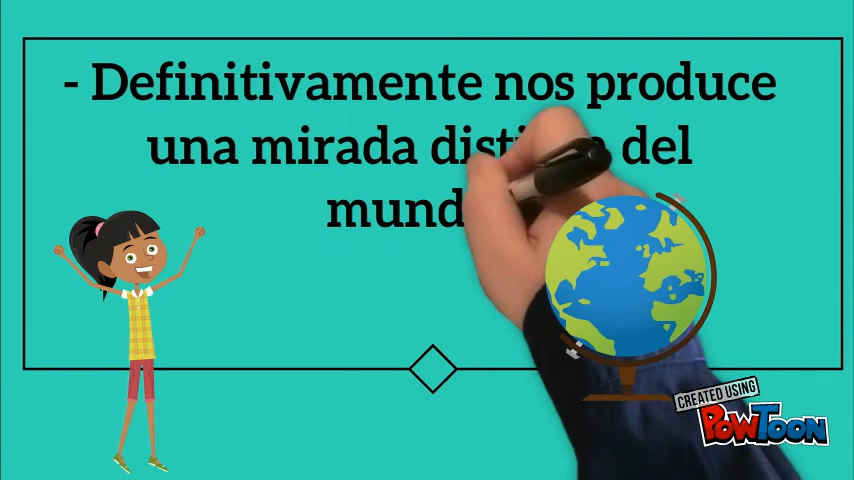 - Definitivamente nos produce
una mirada del
CREATED USING
POWTOON